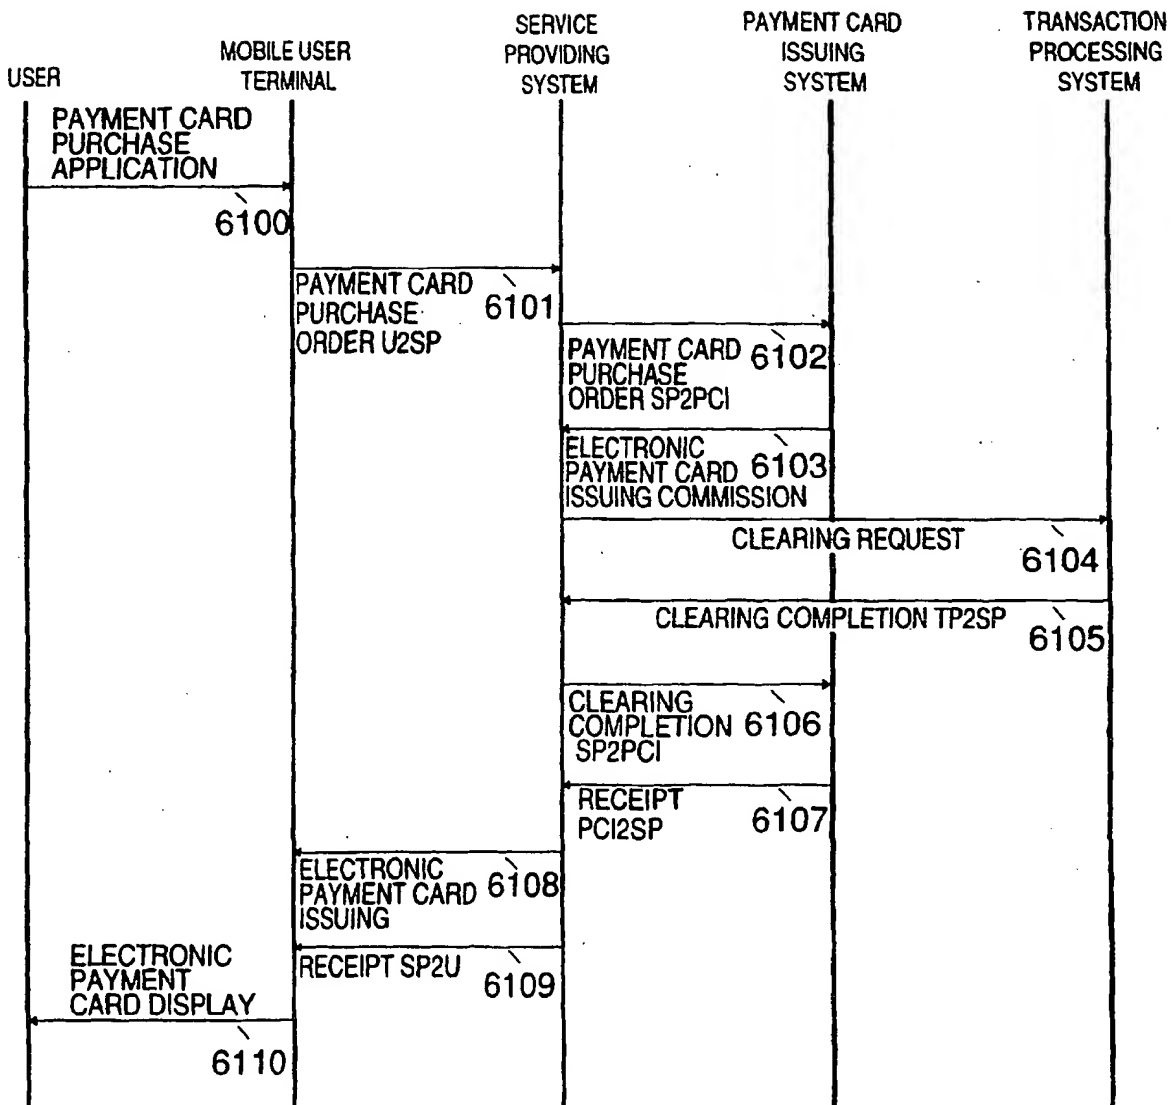 USER
MOBILE USER
TERMINAL
SERVICE
PROVIDING
SYSTEM
PAYMENT CARD
ISSUING
SYSTEM
TRANSACTION
PROCESSING
SYSTEM
PAYMENT CARD
PURCHASE
APPLICATION
6100
PAYMENT CARD
PURCHASE
ORDER U2SP
6101
PAYMENT CARD
PURCHASE
ORDER SP2PCI
6102
ELECTRONIC
PAYMENT CARD
ISSUING COMMISSION
6103
CLEARING REQUEST
6104
CLEARING COMPLETION TP2SP
6105
CLEARING
COMPLETION
SP2PCI
6106
RECEIPT
PCI2SP
6107
ELECTRONIC
PAYMENT CARD
ISSUING
6108
RECEIPT SP2U
6109
ELECTRONIC
PAYMENT
CARD DISPLAY
6110